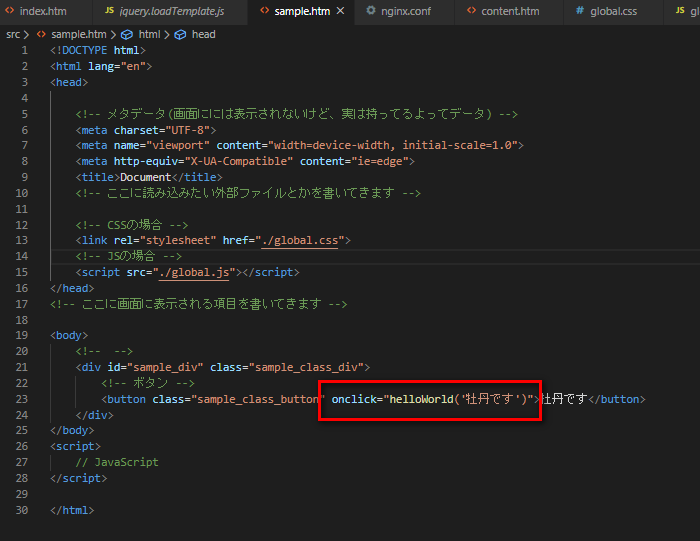 index.htm JS jquery.loadTemplate.js sample.htm × nginx.conf content.htm # global.css JS gl
src > sample.htm > html > head
1 <!DOCTYPE html>
2 <html lang="en">
3 <head>
4
5 <!-- メタデータ(画面にには表示されないけど、実は持ってるよってデータ) -->
6 <meta charset="UTF-8">
7 <meta name="viewport" content="width=device-width, initial-scale=1.0">
8 <meta http-equiv="X-UA-Compatible" content="ie=edge">
9 <title>Document</title>
10 <!-- ここに読み込みたい外部ファイルとかを書いてきます -->
11
12 <!-- CSSの場合 -->
13 <link rel="stylesheet" href="./global.css">
14 <!-- JSの場合 -->
15 <script src="./global.js"></script>
16 </head>
17 <!-- ここに画面に表示される項目を書いてきます -->
18
19 <body>
20 <!-- -->
21 <div id="sample_div" class="sample_class_div">
22 <!-- ボタン -->
23 <button class="sample_class_button" onclick="helloWorld('牡丹です')">牡丹です</button>
24 </div>
25 </body>
26 <script>
27 // JavaScript
28 </script>
29
30 </html>